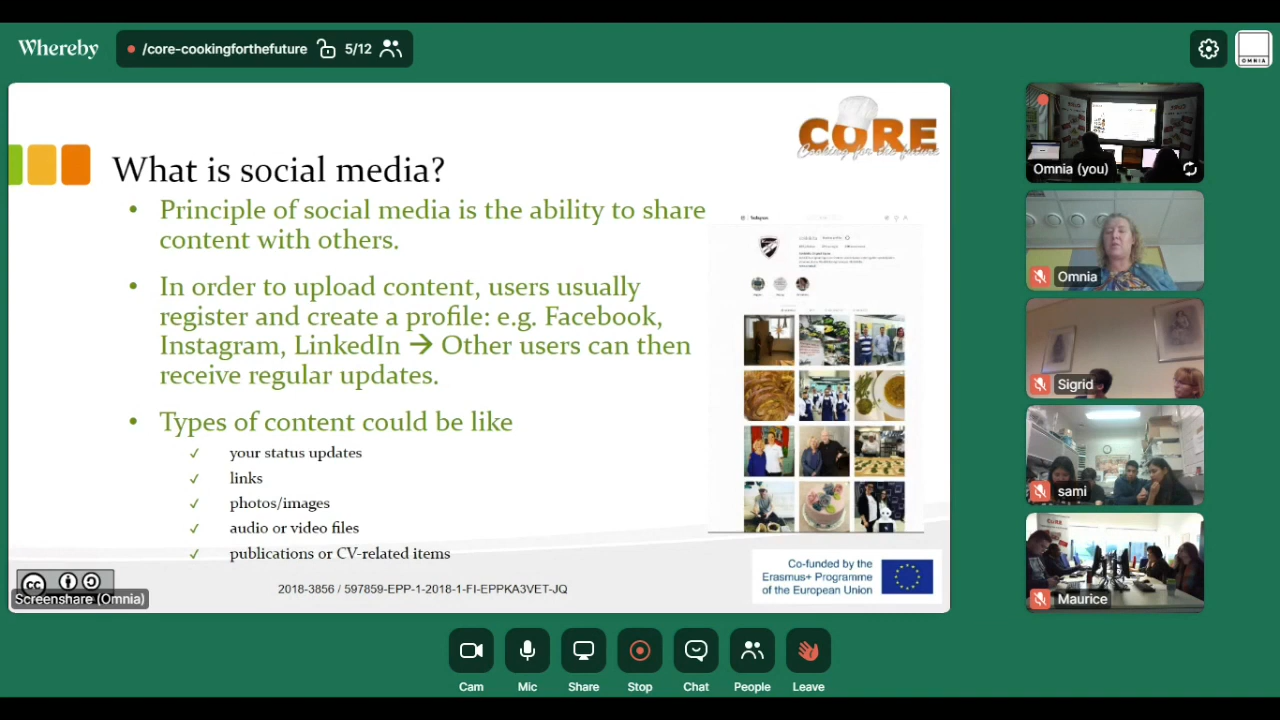 Whereby
/core-cookingforthefuture 5/12
OMNIA
CORE
Cooking for the future
What is social media?
• Principle of social media is the ability to share
content with others.
• In order to upload content, users usually
register and create a profile: e.g. Facebook,
Instagram, LinkedIn → Other users can then
receive regular updates.
• Types of content could be like
✓ your status updates
✓ links
✓ photos/images
✓ audio or video files
✓ publications or CV-related items
Instagram
cc
Screenshare (Omnia)
2018-3856 / 597859-EPP-1-2018-1-FI-EPPKA3VET-JQ
Co-funded by the
Erasmus+ Programme
of the European Union
Omnia (you)
Omnia
Sigrid
sami
Maurice
Cam
Mic
Share
Stop
Chat
People
Leave